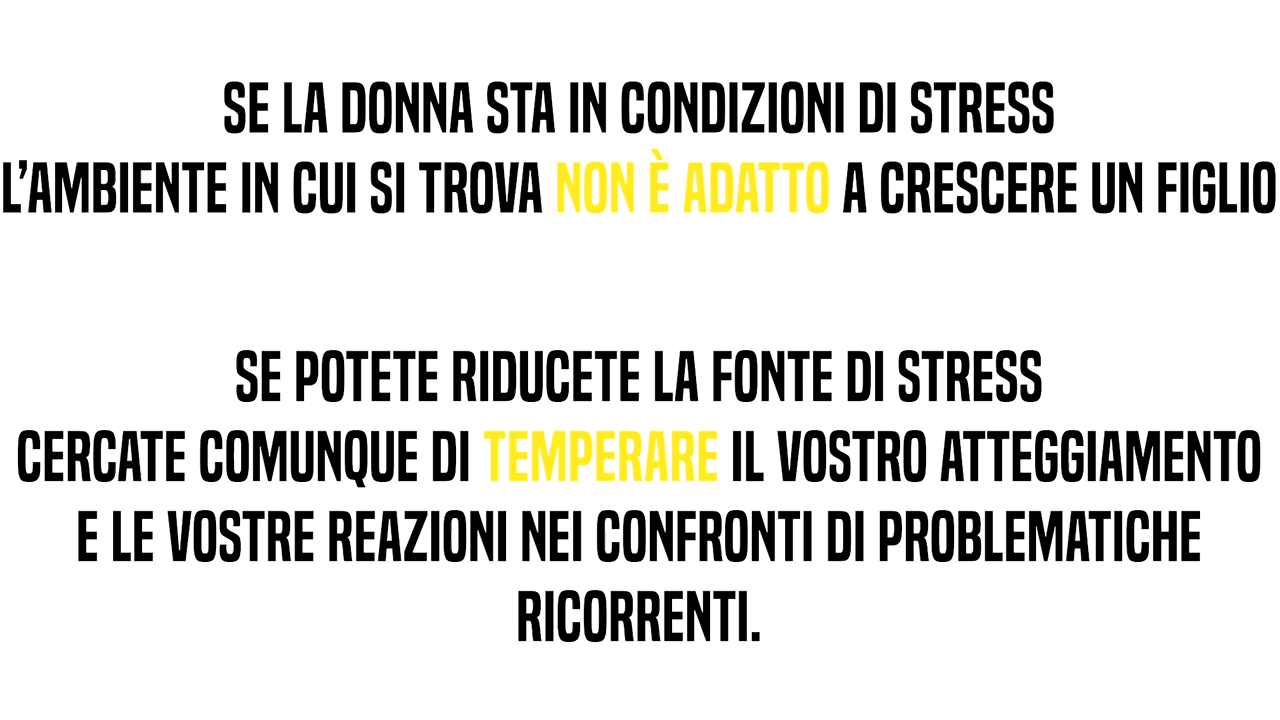 SE LA DONNA STA IN CONDIZIONI DI STRESS
L'AMBIENTE IN CUI SI TROVA NON È ADATTO A CRESCERE UN FIGLIO
SE POTETE RIDUCETE LA FONTE DI STRESS
CERCATE COMUNQUE DI TEMPERARE IL VOSTRO ATTEGGIAMENTO
E LE VOSTRE REAZIONI NEI CONFRONTI DI PROBLEMATICHE
RICORRENTI.